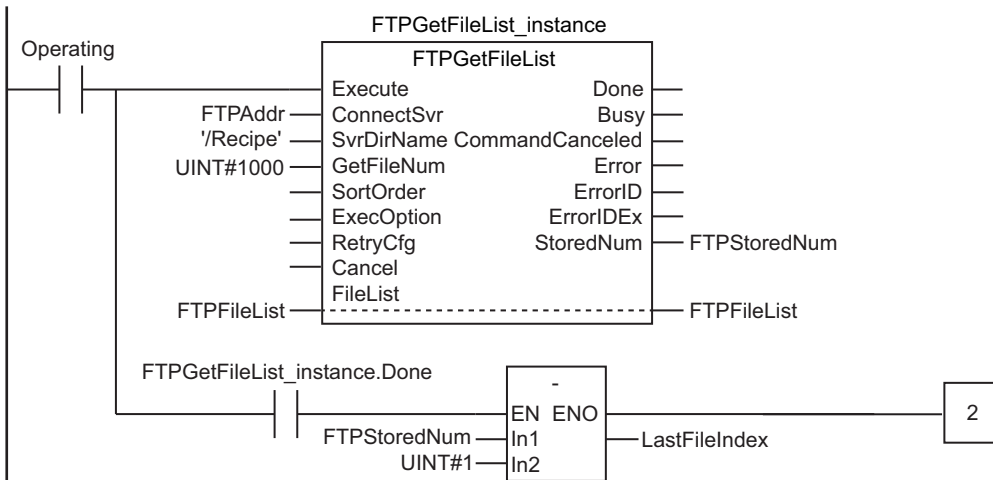 FTPGetFileList_instance
Operating
FTPGetFileList
Execute Done
FTPAddr ConnectSvr Busy
'/Recipe' SvrDirName CommandCanceled
UINT#1000 GetFileNum Error
SortOrder ErrorID
ExecOption ErrorIDEx
RetryCfg StoredNum FTPStoredNum
Cancel
FileList
FTPFileList FTPFileList
FTPGetFileList_instance.Done
-
EN ENO 2
FTPStoredNum In1 LastFileIndex
UINT#1 In2